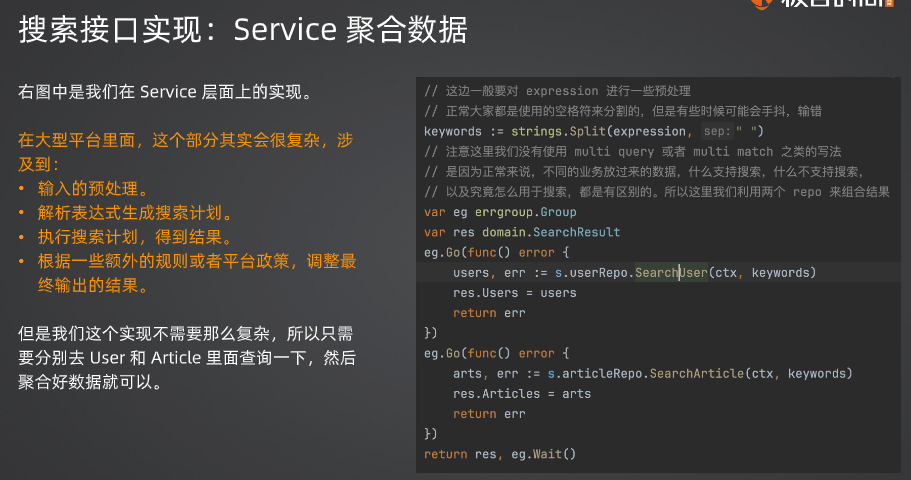 搜索接口实现：Service 聚合数据
右图中是我们在 Service 层面上的实现。
在大型平台里面，这个部分其实会很复杂，涉
及到：
• 输入的预处理。
• 解析表达式生成搜索计划。
• 执行搜索计划，得到结果。
• 根据一些额外的规则或者平台政策，调整最
终输出的结果。
但是我们这个实现不需要那么复杂，所以只需
要分别去 User 和 Article 里面查询一下，然后
聚合好数据就可以。
// 这边一般要对 expression 进行一些预处理
// 正常大家都是使用的空格符来分割的，但是有些时候可能会手抖，输错
keywords := strings.Split(expression, sep: " ")
// 注意这里我们没有使用 multi query 或者 multi match 之类的写法
// 是因为正常来说，不同的业务放过来的数据，什么支持搜索，什么不支持搜索，
// 以及究竟怎么用于搜索，都是有区别的。所以这里我们利用两个 repo 来组合结果
var eg errgroup.Group
var res domain.SearchResult
eg.Go(func() error {
users, err := s.userRepo.SearchUser(ctx, keywords)
res.Users = users
return err
})
eg.Go(func() error {
arts, err := s.articleRepo.SearchArticle(ctx, keywords)
res.Articles = arts
return err
})
return res, eg.Wait()